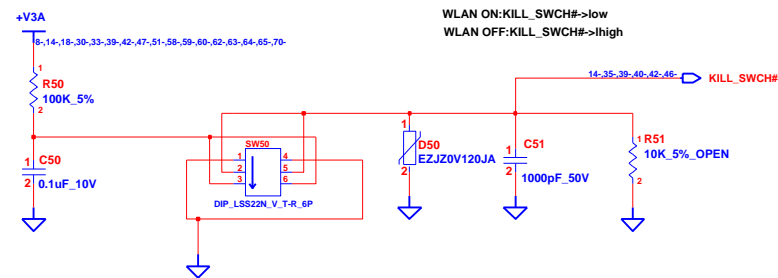 WLAN ON:KILL_SWCH#->low
WLAN OFF:KILL_SWCH#->lhigh
+V3A
8-,14-,18-,30-,33-,39-,42-,47-,51-,58-,59-,60-,62-,63-,64-,65-,70-
14-,35-,39-,40-,42-,46-
KILL_SWCH#
1
R50
100K_5%
2
1
C50
2
0.1uF_10V
SW50
1
2
3
4
5
6
DIP_LSS22N_V_T-R_6P
1
D50
EZJZ0V120JA
2
C51
1
2
1000pF_50V
1
R51
10K_5%_OPEN
2